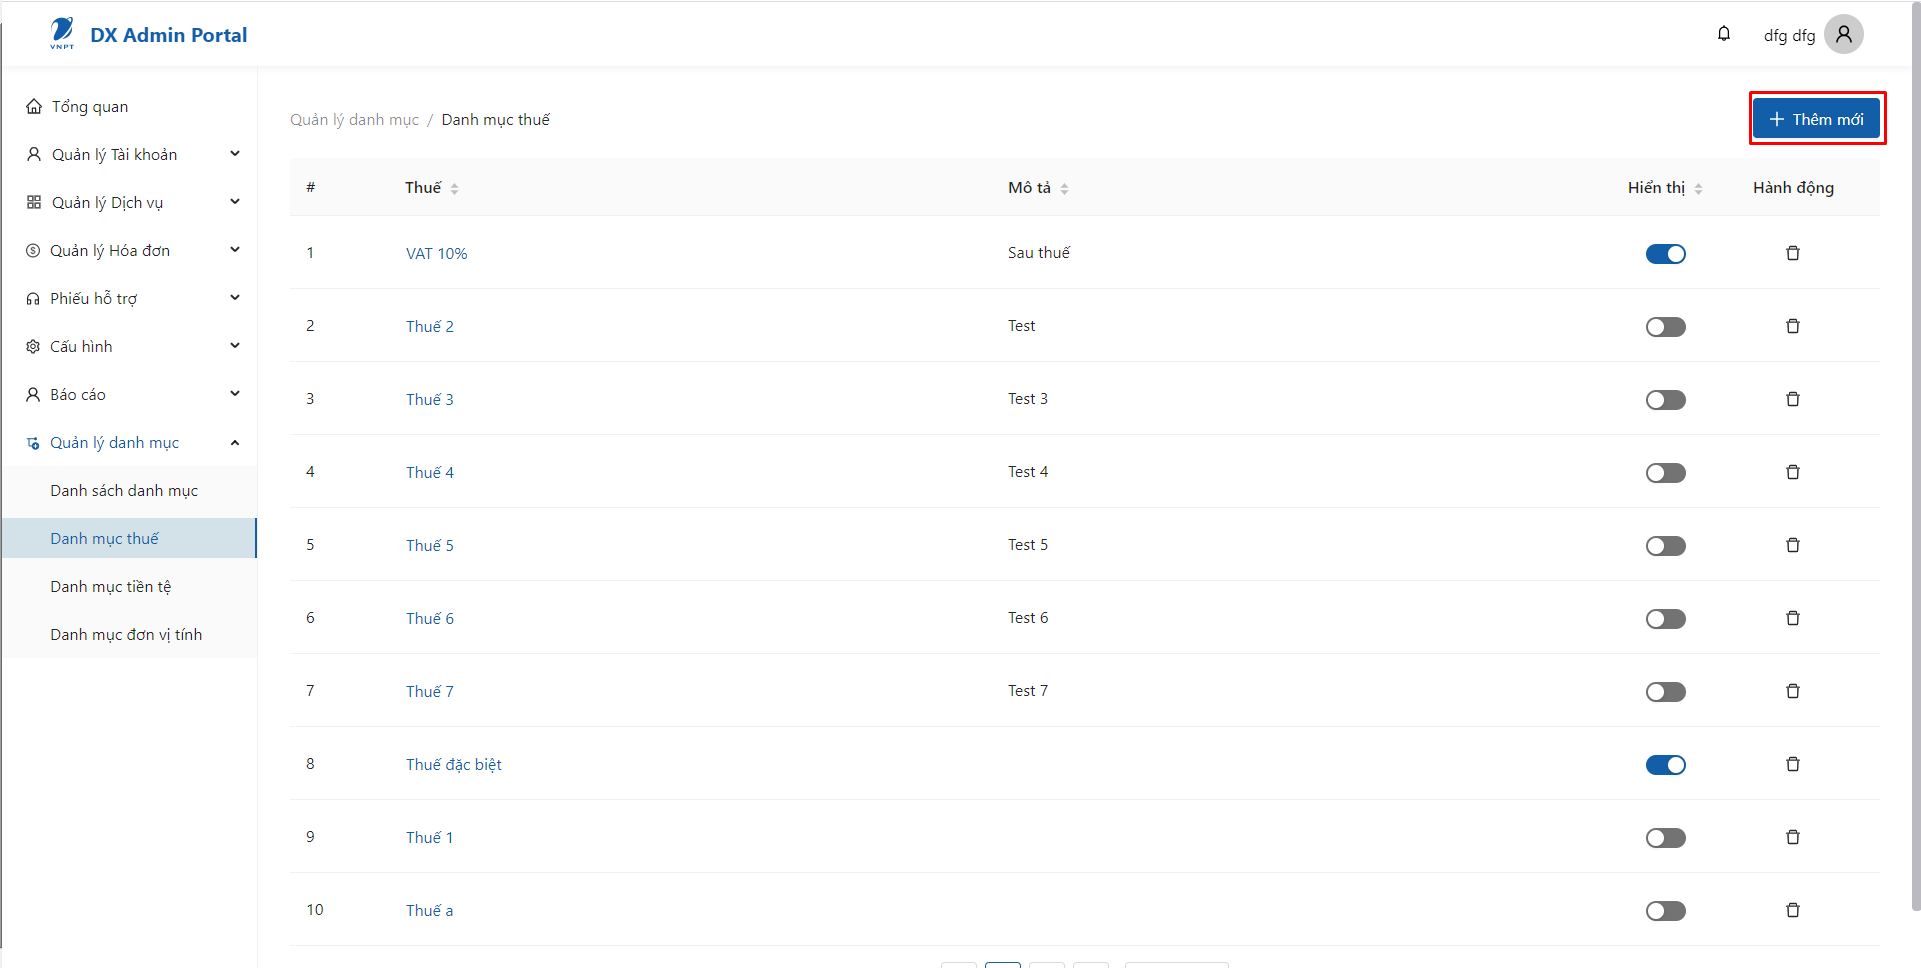 VNPT
DX Admin Portal
dfg dfg
Tổng quan
Quản lý Tài khoản
Quản lý Dịch vụ
Quản lý Hóa đơn
Phiếu hỗ trợ
Cấu hình
Báo cáo
Quản lý danh mục
Danh sách danh mục
Danh mục thuế
Danh mục tiền tệ
Danh mục đơn vị tính
Quản lý danh mục / Danh mục thuế
+ Thêm mới
# Thuế Mô tả Hiển thị Hành động
1 VAT 10% Sau thuế
2 Thuế 2 Test
3 Thuế 3 Test 3
4 Thuế 4 Test 4
5 Thuế 5 Test 5
6 Thuế 6 Test 6
7 Thuế 7 Test 7
8 Thuế đặc biệt
9 Thuế 1
10 Thuế a